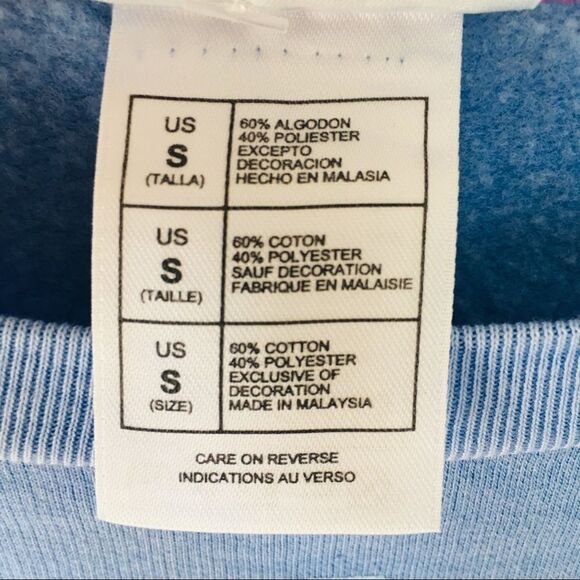 US
S
(TALLA)
60% ALGODON
40% POLIESTER
EXCEPTO
DECORACION
HECHO EN MALASIA
US
S
(TAILLE)
60% COTON
40% POLYESTER
SAUF DECORATION
FABRIQUE EN MALAISIE
US
S
(SIZE)
60% COTTON
40% POLYESTER
EXCLUSIVE OF
DECORATION
MADE IN MALAYSIA
CARE ON REVERSE
INDICATIONS AU VERSO